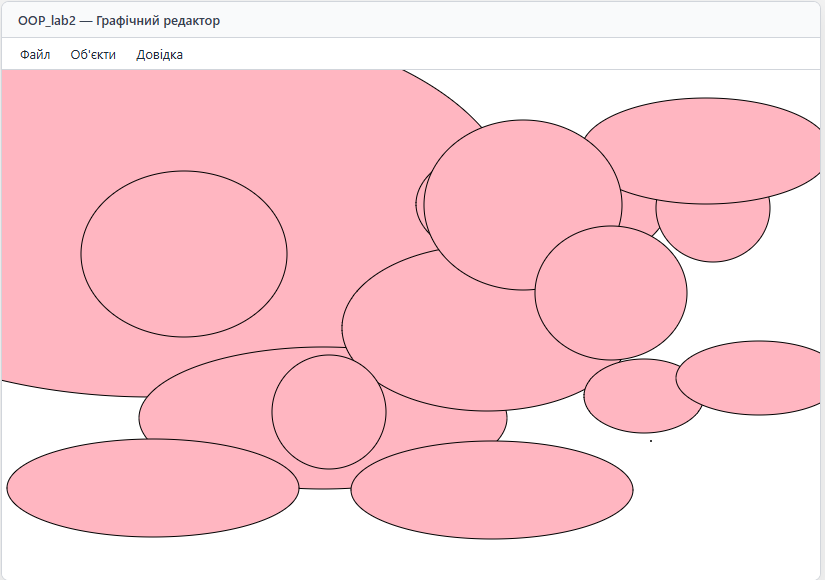 OOP_lab2 — Графічний редактор
Файл Об'єкти Довідка